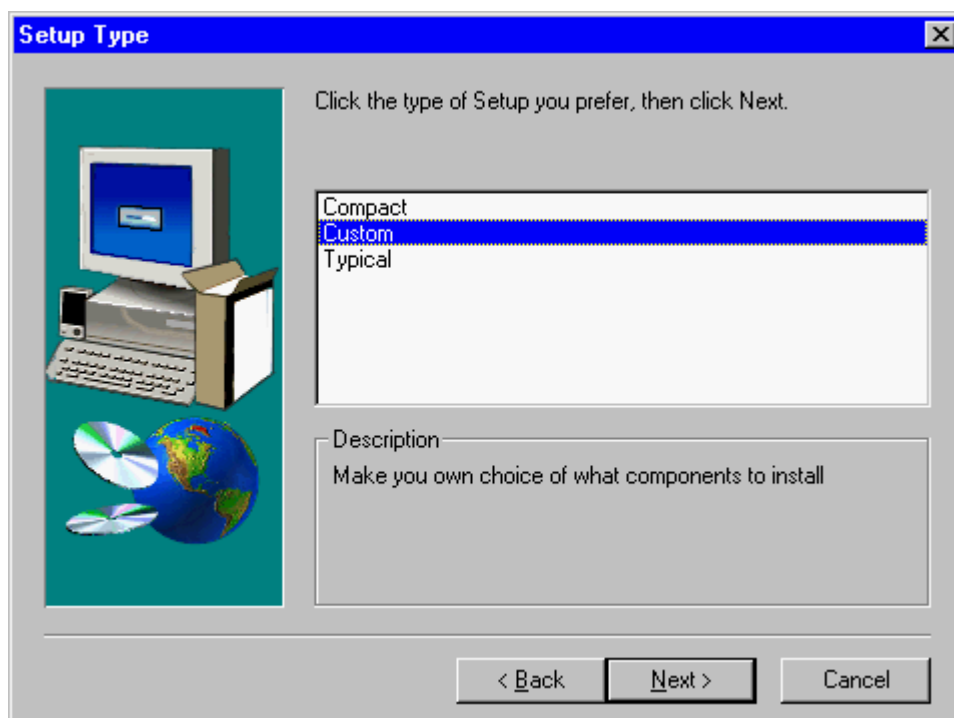 Setup Type
Click the type of Setup you prefer, then click Next.
Compact
Custom
Typical
Description
Make you own choice of what components to install
< Back
Next >
Cancel